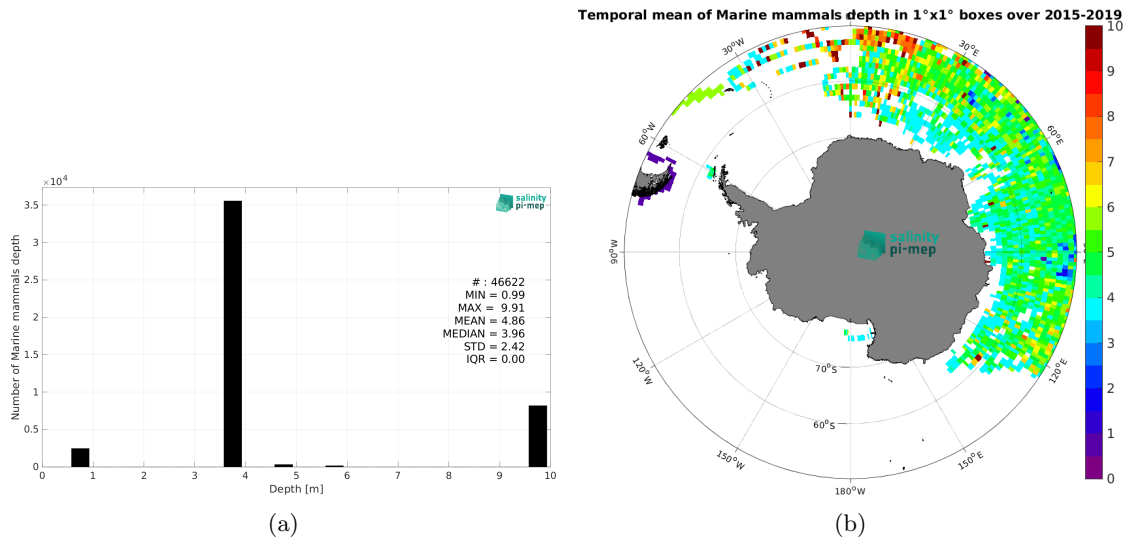 ×10⁴
3.5
3
2.5
2
1.5
1
0.5
0
Number of Marine mammals depth
salinity
pi-mep
# : 46622
MIN = 0.99
MAX = 9.91
MEAN = 4.86
MEDIAN = 3.96
STD = 2.42
IQR = 0.00
0 1 2 3 4 5 6 7 8 9 10
Depth [m]
(a)
Temporal mean of Marine mammals depth in 1°x1° boxes over 2015-2019
30°W
30°E
60°W
60°E
90°W
120°W
120°E
150°W
150°E
180°W
70°S
60°S
salinity
pi-mep
10
9
8
7
6
5
4
3
2
1
0
(b)